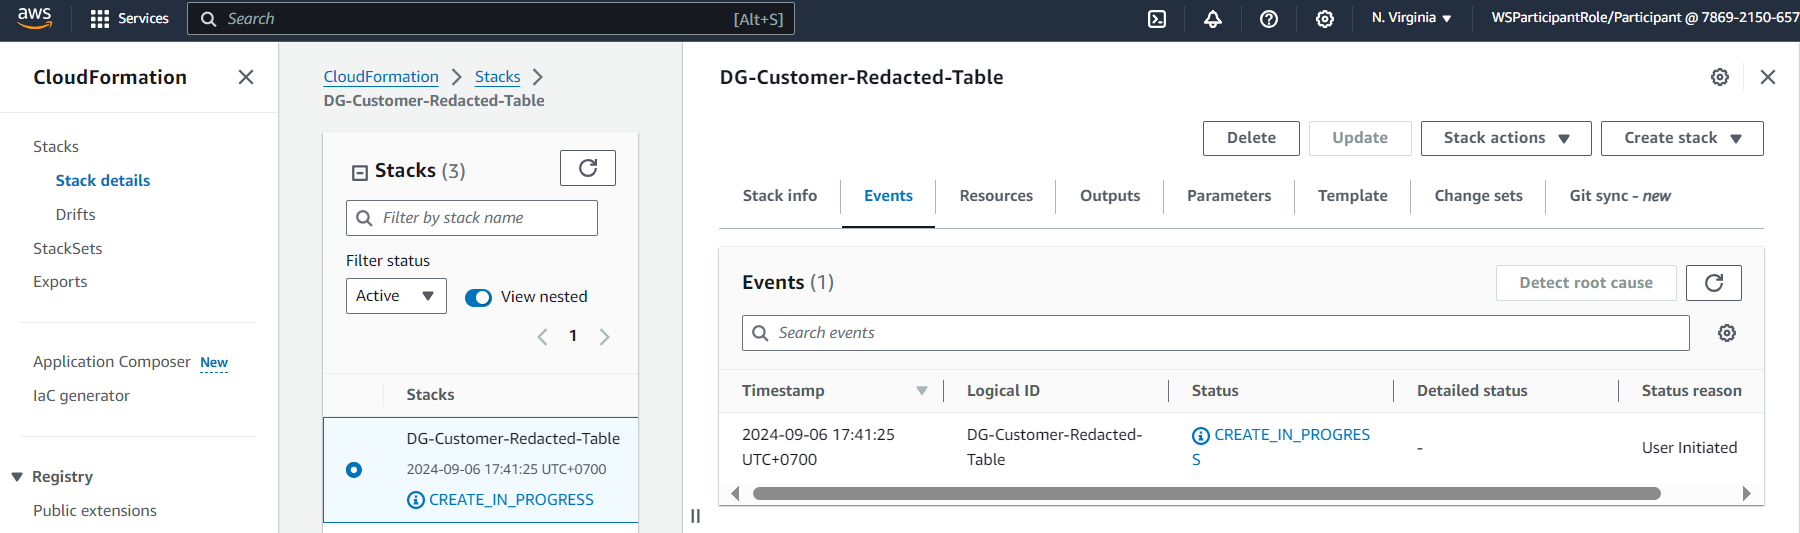 aws
Services
Search
[Alt+S]
N. Virginia
WSParticipantRole/Participant @ 7869-2150-657
CloudFormation
Stacks
Stack details
Drifts
StackSets
Exports
Application Composer New
IaC generator
Registry
Public extensions
CloudFormation
Stacks
DG-Customer-Redacted-Table
Stacks (3)
Filter by stack name
Filter status
Active
View nested
1
Stacks
DG-Customer-Redacted-Table
2024-09-06 17:41:25 UTC+0700
CREATE_IN_PROGRESS
DG-Customer-Redacted-Table
Delete
Update
Stack actions
Create stack
Stack info
Events
Resources
Outputs
Parameters
Template
Change sets
Git sync - new
Events (1)
Detect root cause
Search events
Timestamp
Logical ID
Status
Detailed status
Status reason
2024-09-06 17:41:25
UTC+0700
DG-Customer-Redacted-
Table
CREATE_IN_PROGRES
S
-
User Initiated